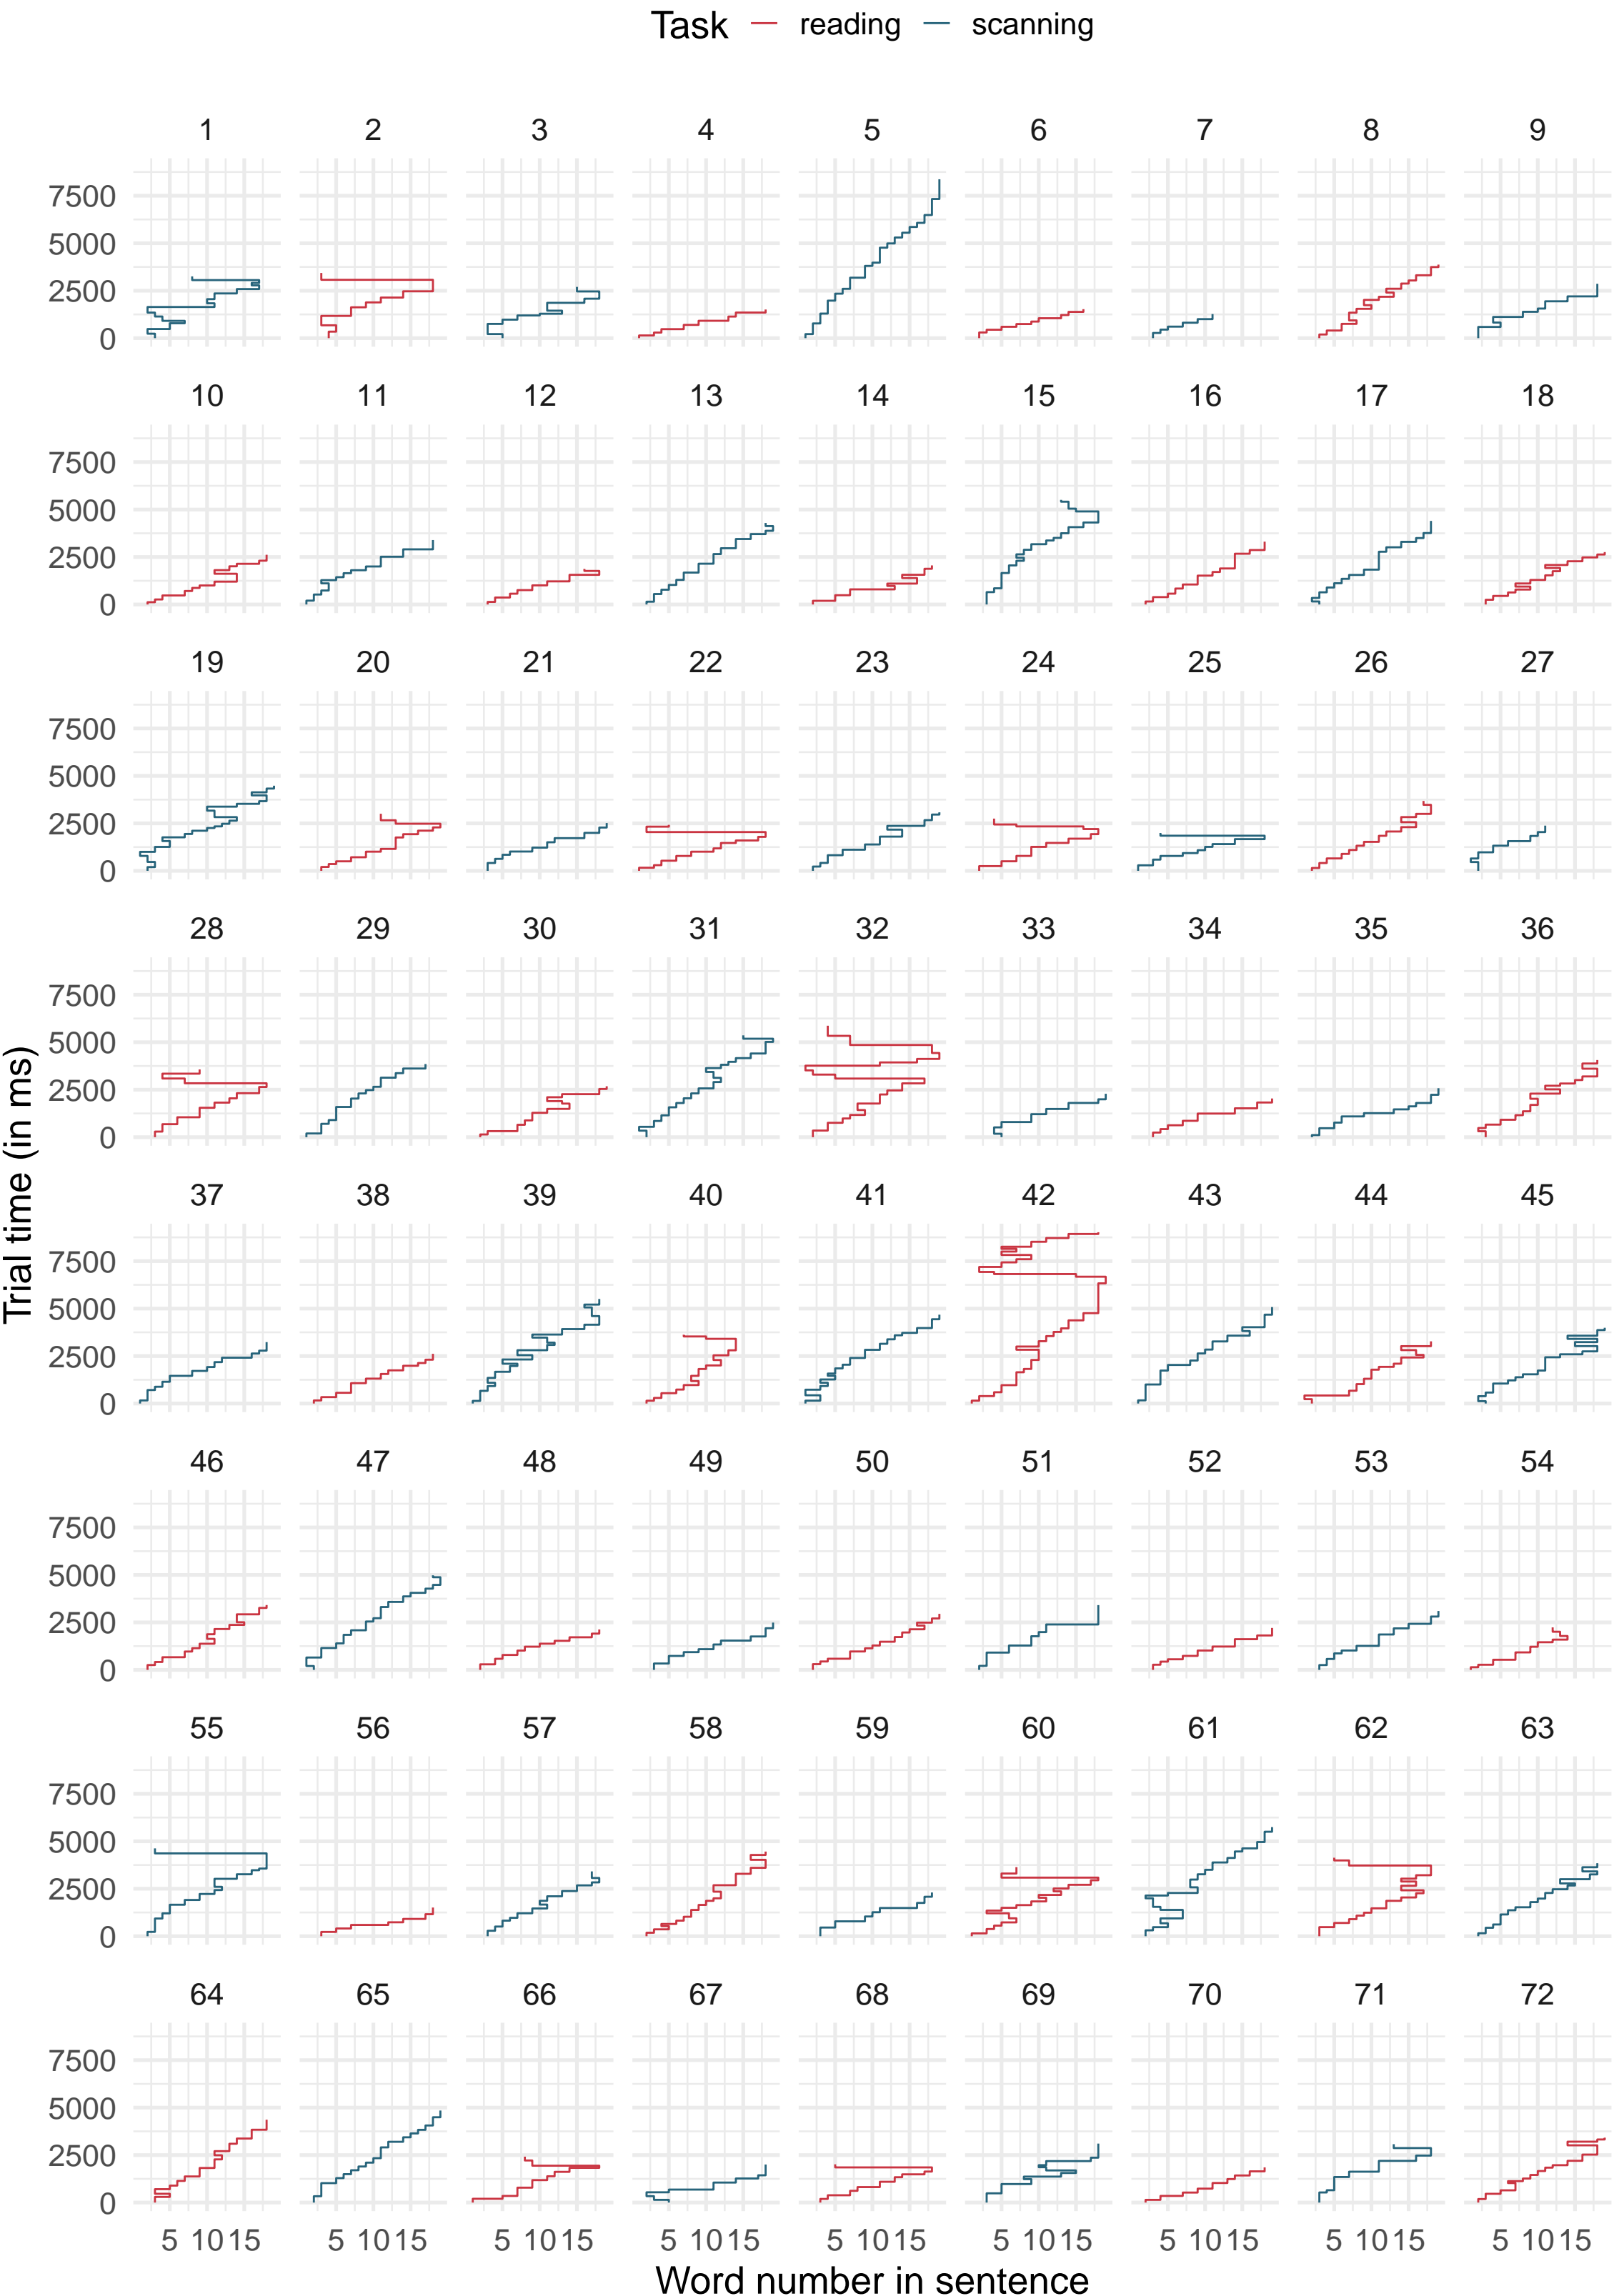 Task reading scanning
1 2 3 4 5 6 7 8 9
7500
5000
2500
0
10 11 12 13 14 15 16 17 18
7500
5000
2500
0
19 20 21 22 23 24 25 26 27
7500
5000
2500
0
28 29 30 31 32 33 34 35 36
7500
5000
2500
0
Trial time (in ms)
37 38 39 40 41 42 43 44 45
7500
5000
2500
0
46 47 48 49 50 51 52 53 54
7500
5000
2500
0
55 56 57 58 59 60 61 62 63
7500
5000
2500
0
64 65 66 67 68 69 70 71 72
7500
5000
2500
0
5 10 15 5 10 15 5 10 15 5 10 15 5 10 15 5 10 15 5 10 15 5 10 15 5 10 15
Word number in sentence